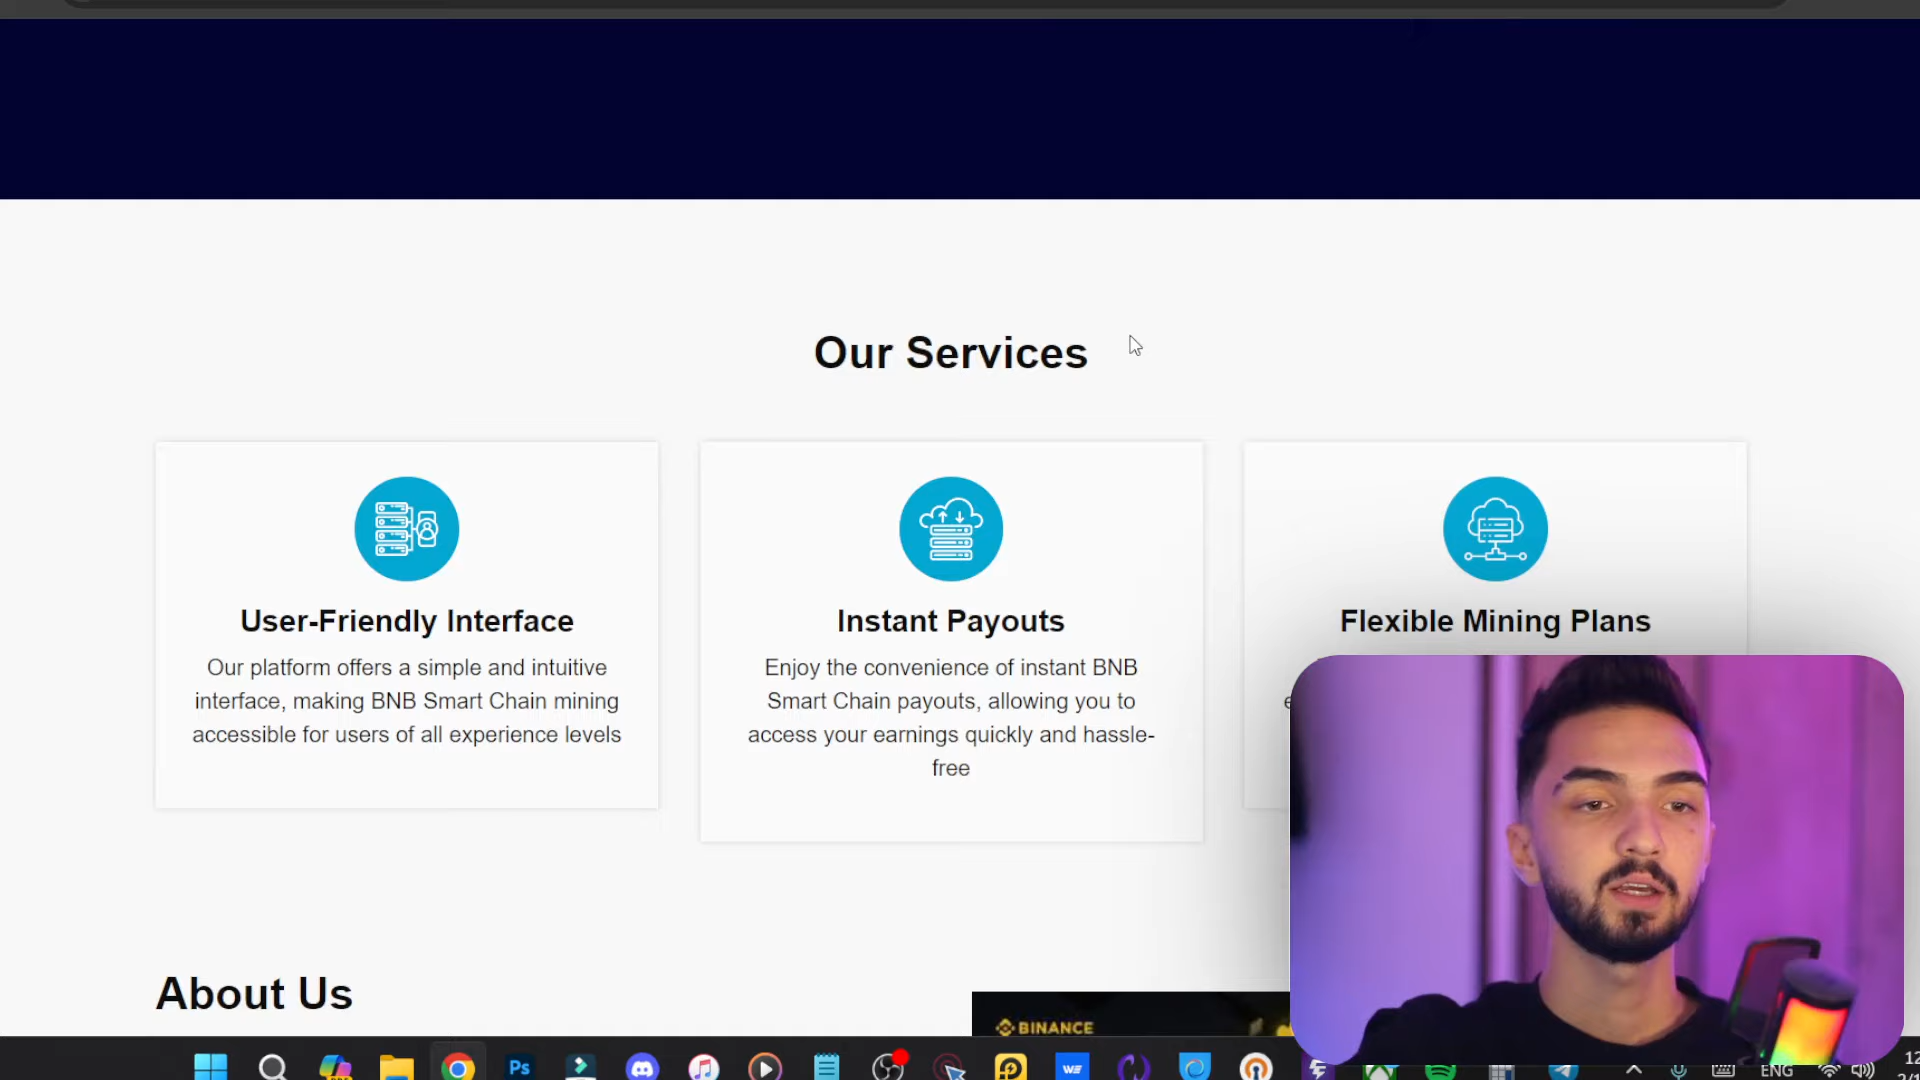 Our Services
User-Friendly Interface
Our platform offers a simple and intuitive
interface, making BNB Smart Chain mining
accessible for users of all experience levels
Instant Payouts
Enjoy the convenience of instant BNB
Smart Chain payouts, allowing you to
access your earnings quickly and hassle-
free
Flexible Mining Plans
About Us
BINANCE
Ps
WE
ENG